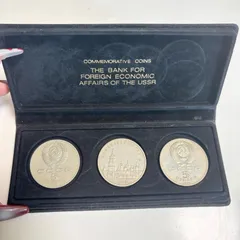 COMMEMORATIVE COINS
THE BANK FOR
FOREIGN ECONOMIC
AFFAIRS OF THE USSR